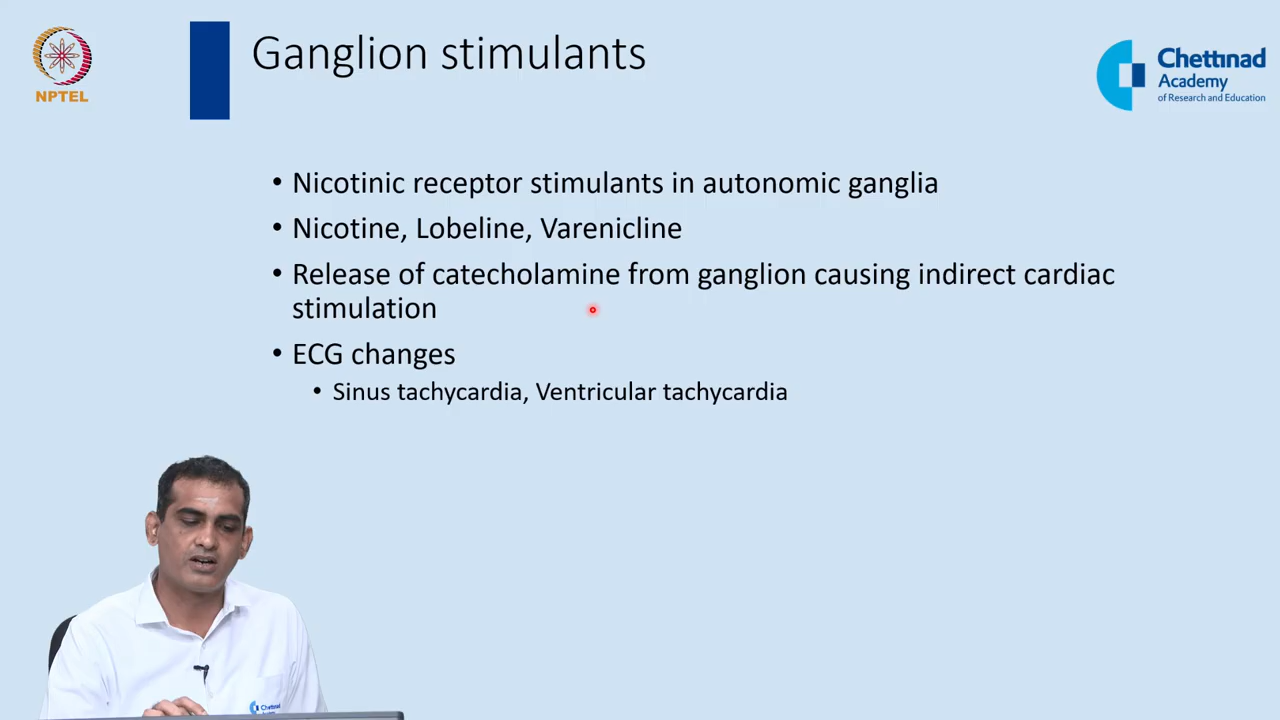 Ganglion stimulants
NPTEL
Chettinad
Academy
of Research and Education
• Nicotinic receptor stimulants in autonomic ganglia
• Nicotine, Lobeline, Varenicline
• Release of catecholamine from ganglion causing indirect cardiac
stimulation
• ECG changes
• Sinus tachycardia, Ventricular tachycardia
Chettinad